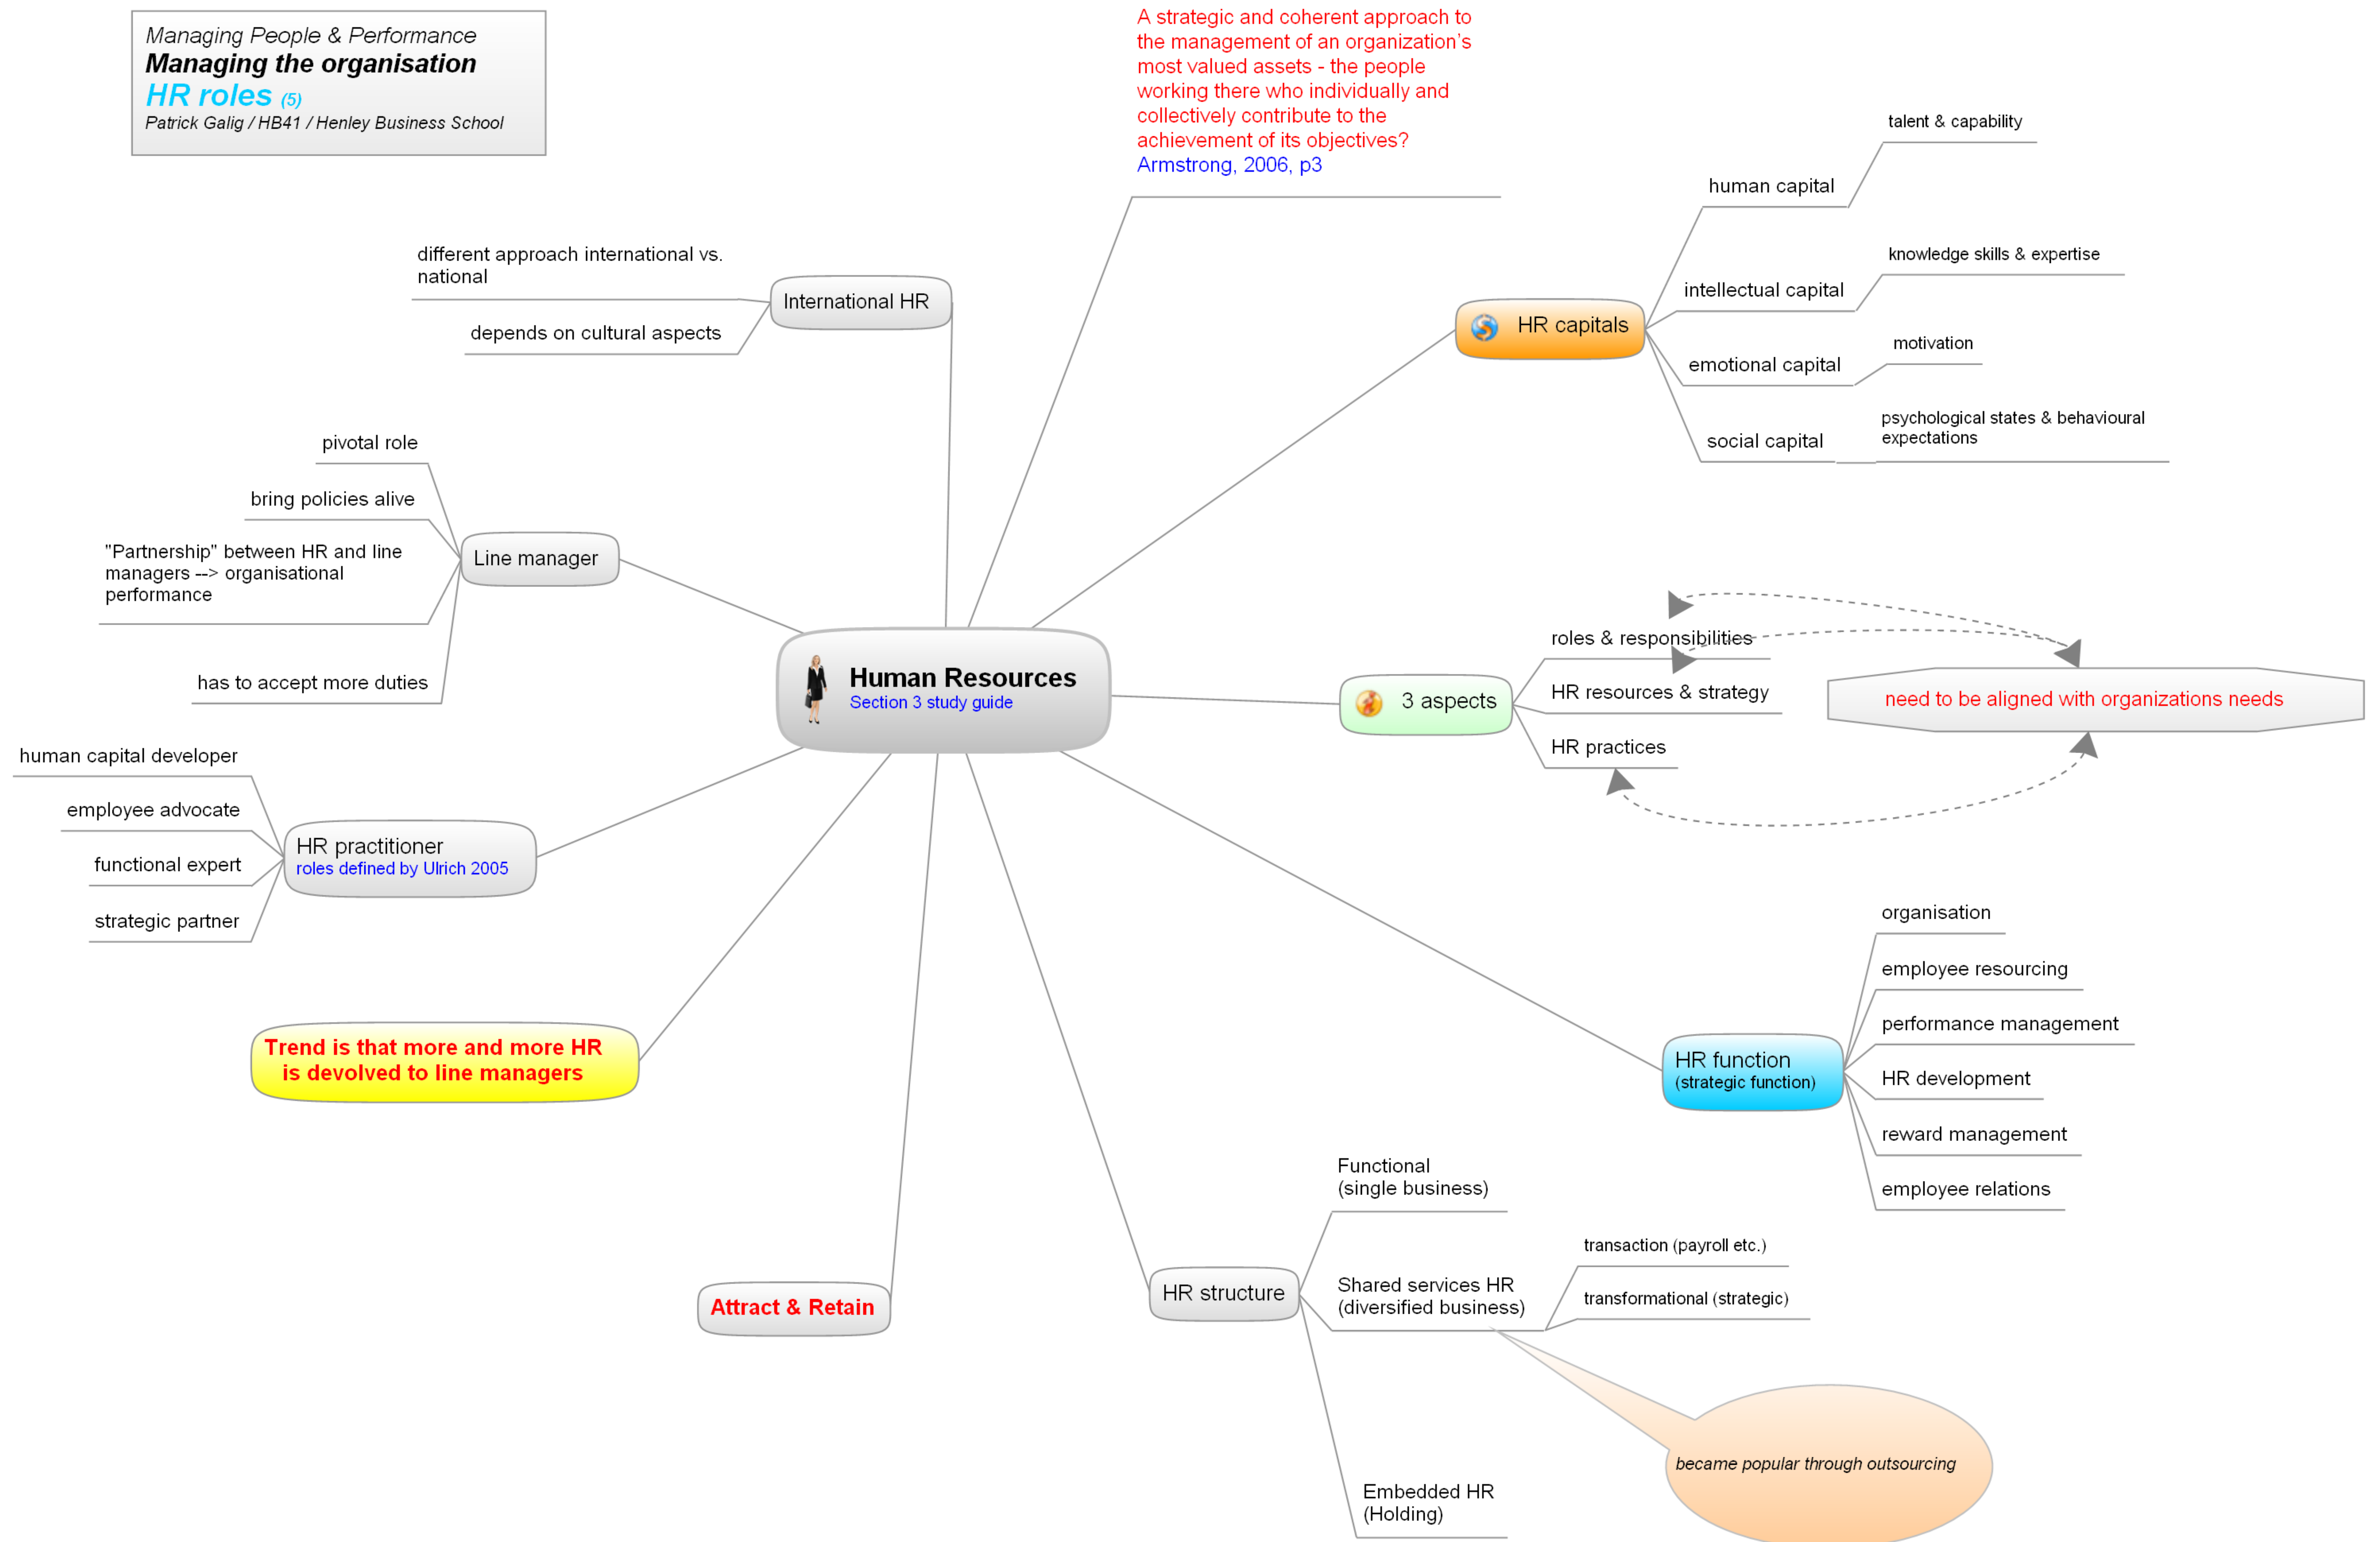 Managing People & Performance
Managing the organisation
HR roles (5)
Patrick Galig / HB41 / Henley Business School
A strategic and coherent approach to
the management of an organization's
most valued assets - the people
working there who individually and
collectively contribute to the
achievement of its objectives?
Armstrong, 2006, p3
HR capitals
human capital
talent & capability
intellectual capital
knowledge skills & expertise
emotional capital
motivation
social capital
psychological states & behavioural
expectations
International HR
different approach international vs.
national
depends on cultural aspects
Line manager
pivotal role
bring policies alive
"Partnership" between HR and line
managers --> organisational
performance
has to accept more duties
Human Resources
Section 3 study guide
3 aspects
roles & responsibilities
HR resources & strategy
HR practices
need to be aligned with organizations needs
HR practitioner
roles defined by Ulrich 2005
human capital developer
employee advocate
functional expert
strategic partner
Trend is that more and more HR
is devolved to line managers
Attract & Retain
HR function
(strategic function)
organisation
employee resourcing
performance management
HR development
reward management
employee relations
HR structure
Functional
(single business)
Shared services HR
(diversified business)
transaction (payroll etc.)
transformational (strategic)
became popular through outsourcing
Embedded HR
(Holding)